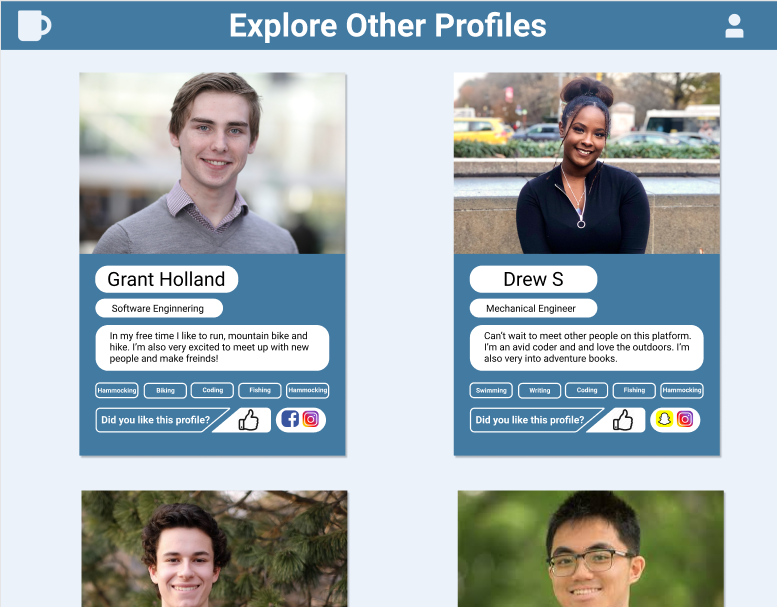 Explore Other Profiles
Grant Holland
Software Enginnering
In my free time I like to run, mountain bike and
hike. I'm also very excited to meet up with new
people and make freinds!
Hammocking Biking Coding Fishing Hammocking
Did you like this profile?
Drew S
Mechanical Engineer
Can't wait to meet other people on this platform.
I'm an avid coder and and love the outdoors. I'm
also very into adventure books.
Swimming Writing Coding Fishing Hammocking
Did you like this profile?